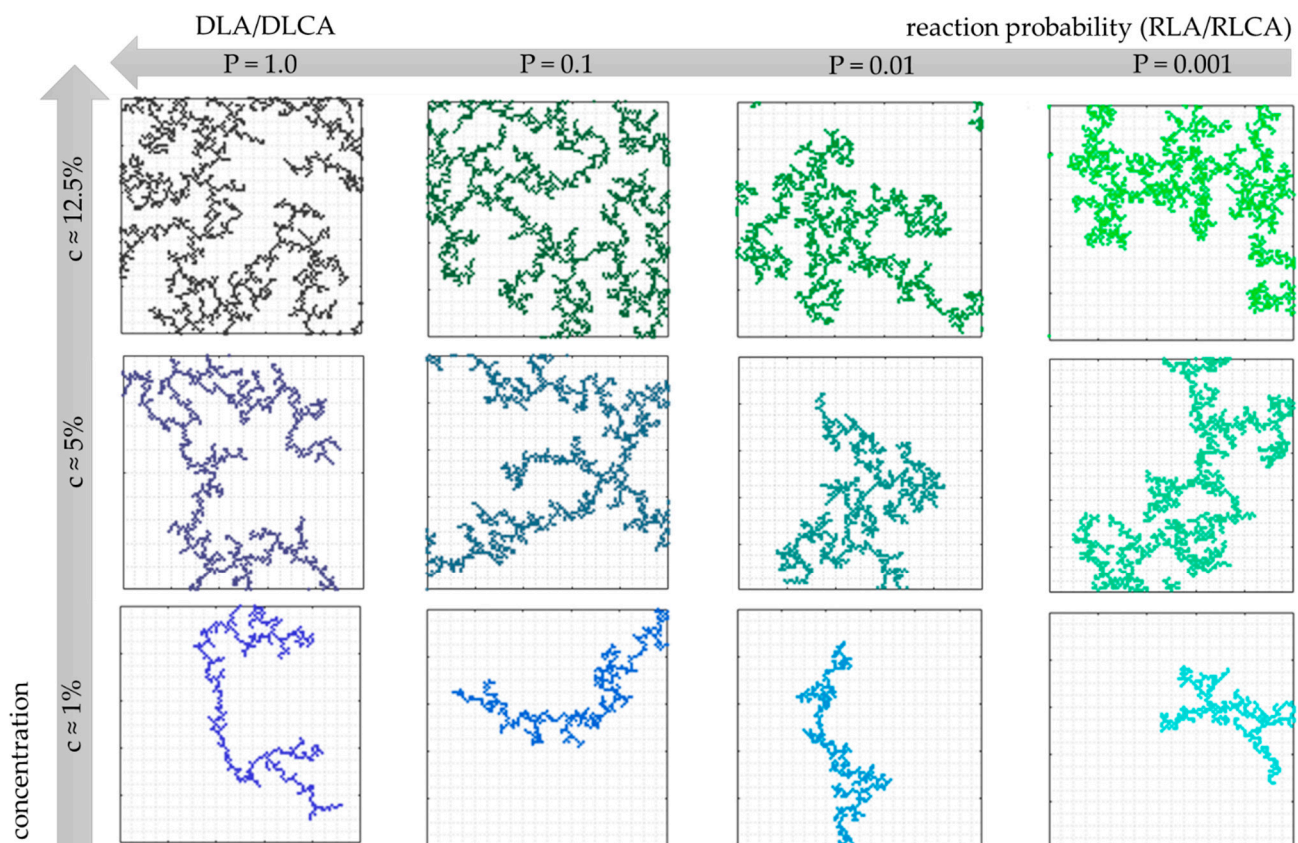 DLA/DLCA
reaction probability (RLA/RLCA)
P = 1.0
P = 0.1
P = 0.01
P = 0.001
c ≈ 12.5%
c ≈ 5%
c ≈ 1%
concentration